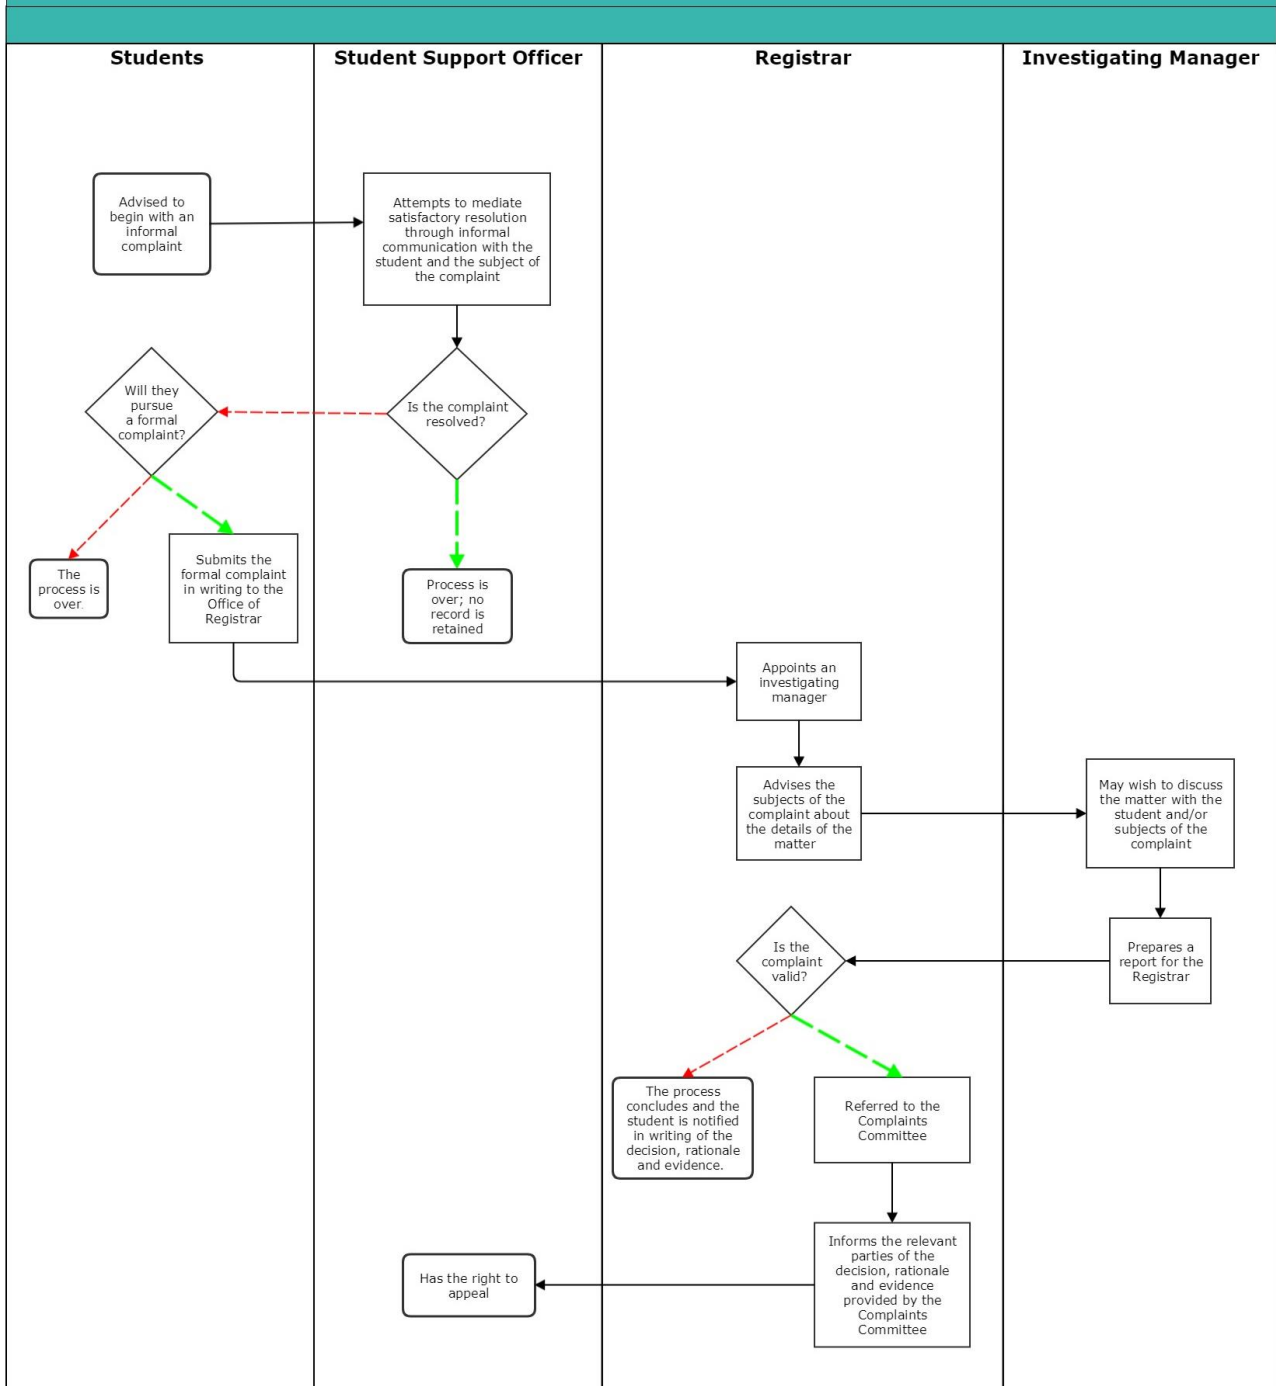 Students
Student Support Officer
Registrar
Investigating Manager
Advised to
begin with an
informal
complaint
Attempts to mediate
satisfactory resolution
through informal
communication with the
student and the subject of
the complaint
Will they
pursue
a formal
complaint?
Is the complaint
resolved?
The
process is
over.
Submits the
formal complaint
in writing to the
Office of
Registrar
Process is
over; no
record is
retained
Appoints an
investigating
manager
Advises the
subjects of the
complaint about
the details of the
matter
May wish to discuss
the matter with the
student and/or
subjects of the
complaint
Is the
complaint
valid?
Prepares a
report for the
Registrar
The process
concludes and the
student is notified
in writing of the
decision, rationale
and evidence.
Referred to the
Complaints
Committee
Informs the relevant
parties of the
decision, rationale
and evidence
provided by the
Complaints
Committee
Has the right to
appeal